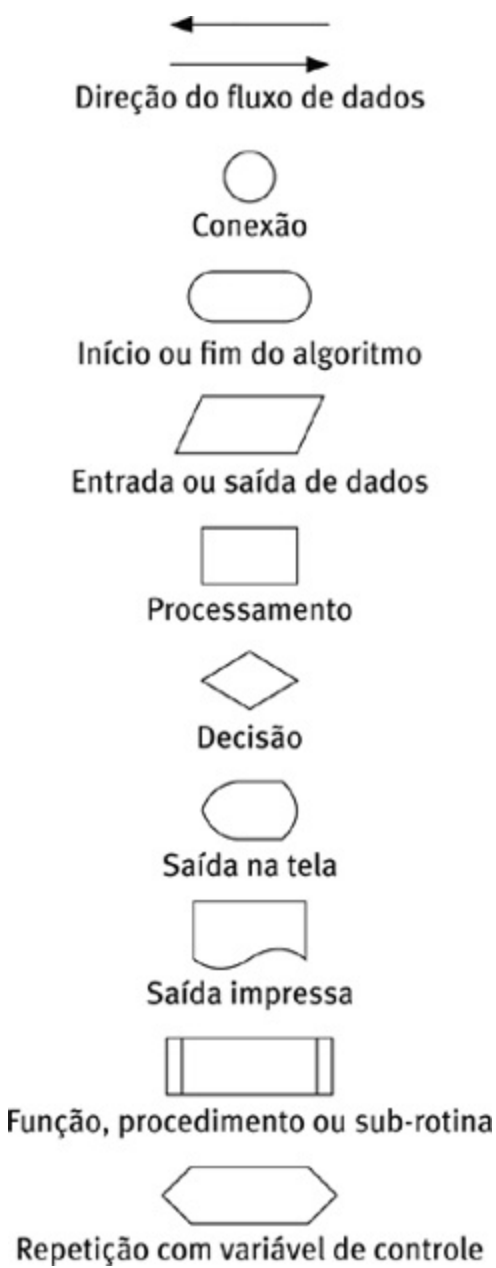 Direção do fluxo de dados
Conexão
Início ou fim do algoritmo
Entrada ou saída de dados
Processamento
Decisão
Saída na tela
Saída impressa
Função, procedimento ou sub-rotina
Repetição com variável de controle